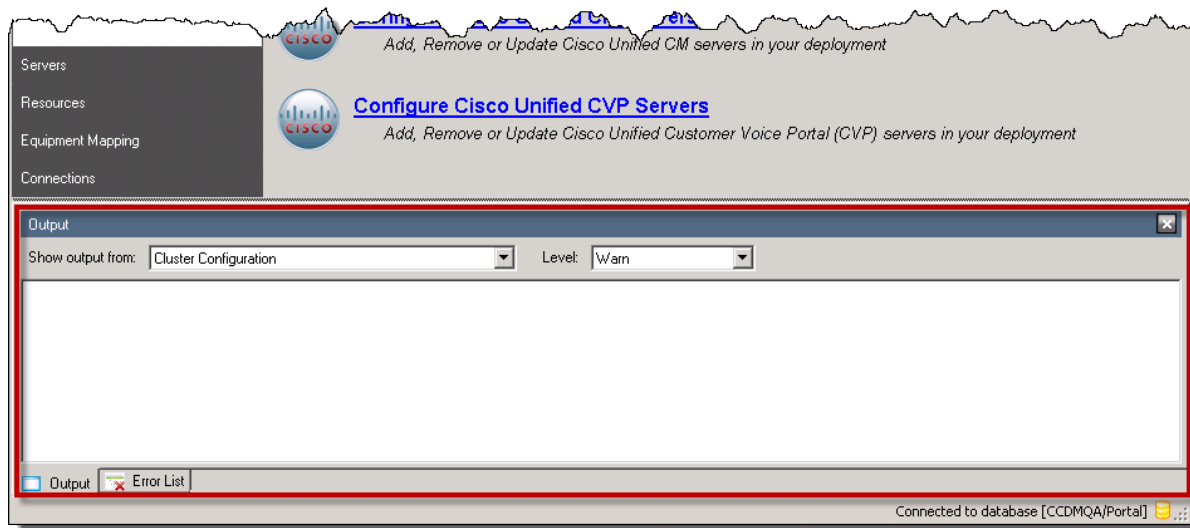 CISCO
Add, Remove or Update Cisco Unified CM servers in your deployment
Servers
Resources
Configure Cisco Unified CVP Servers
CISCO
Add, Remove or Update Cisco Unified Customer Voice Portal (CVP) servers in your deployment
Equipment Mapping
Connections
Output
Show output from: Cluster Configuration Level: Warn
Output Error List
Connected to database [CCDMQA/Portal]